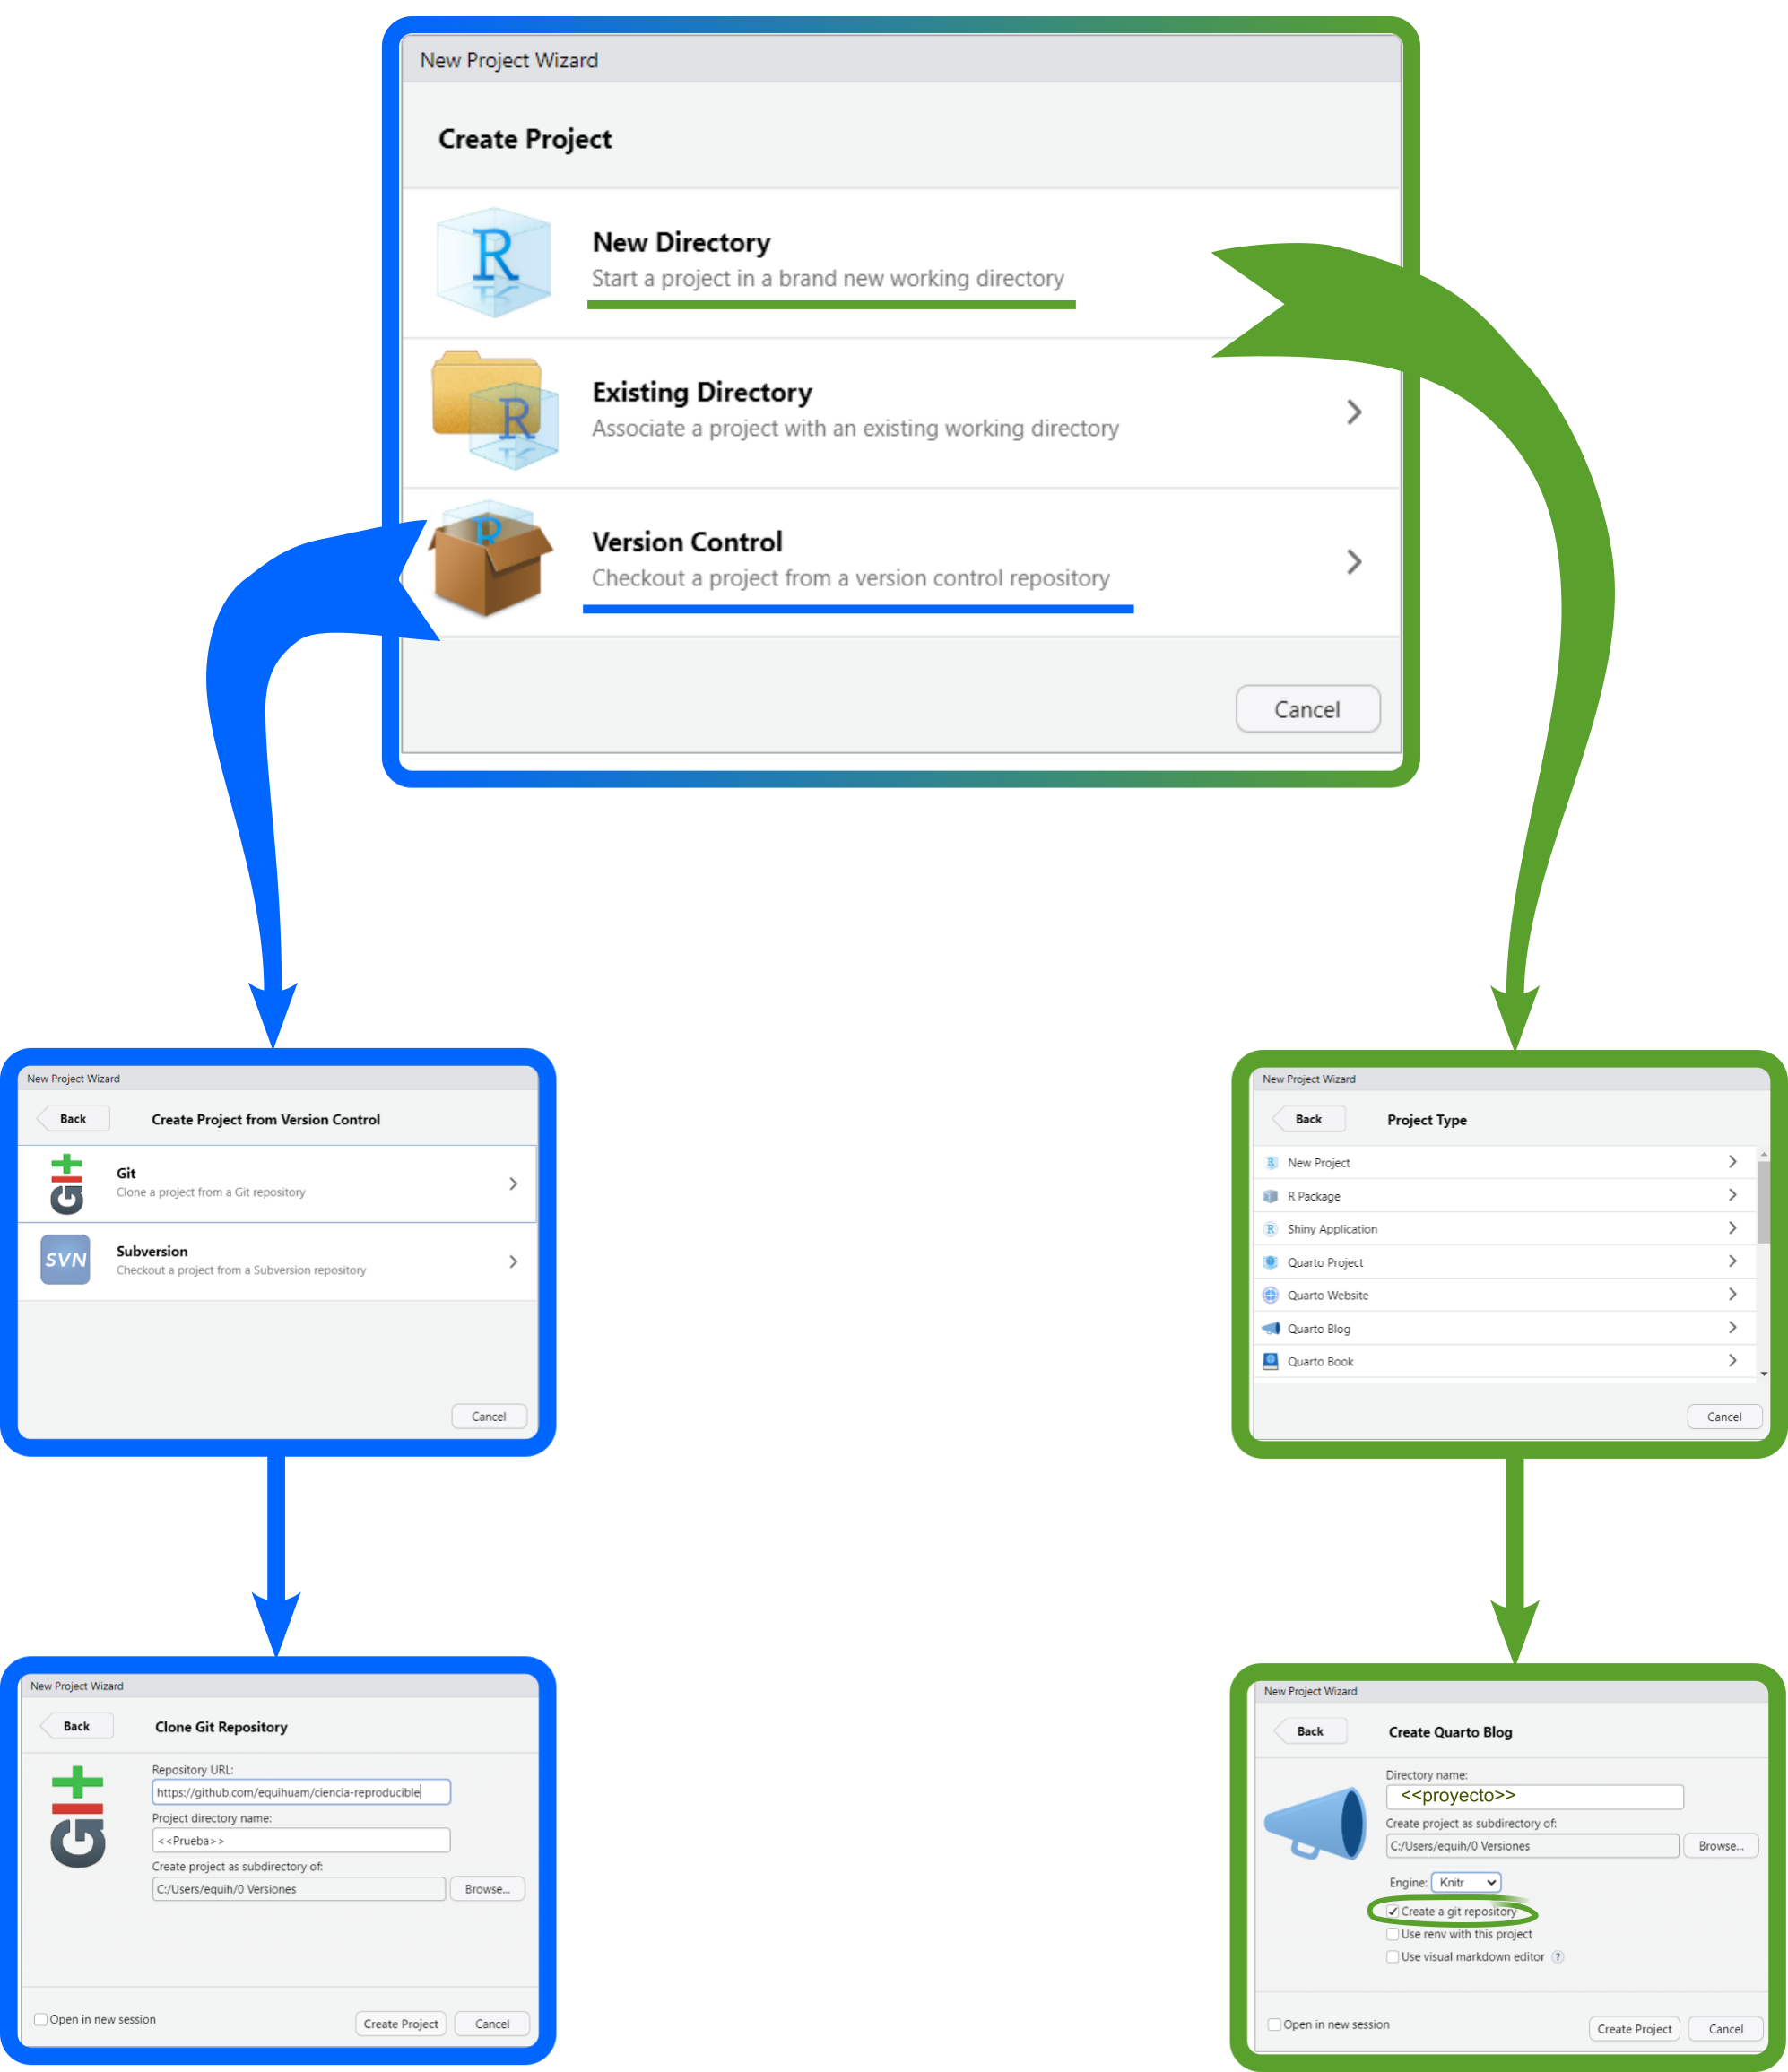 New Project Wizard
Create Project
R
New Directory
Start a project in a brand new working directory
R
Existing Directory
Associate a project with an existing working directory
R
Version Control
Checkout a project from a version control repository
Cancel
New Project Wizard
Back
Create Project from Version Control
Git
Git
Clone a project from a Git repository
SVN
Subversion
Checkout a project from a Subversion repository
Cancel
New Project Wizard
Back
Clone Git Repository
Git
Repository URL:
https://github.com/equihuam/ciencia-reproducible
Project directory name:
<<Prueba>>
Create project as subdirectory of:
C:/Users/equih/0 Versiones
Browse...
Open in new session
Create Project
Cancel
New Project Wizard
Back
Project Type
R
New Project
R Package
R
Shiny Application
Quarto Project
Quarto Website
Quarto Blog
Quarto Book
Cancel
New Project Wizard
Back
Create Quarto Blog
Directory name:
<<proyecto>>
Create project as subdirectory of:
C:/Users/equih/0 Versiones
Browse...
Engine: Knitr
Create a git repository
Use renv with this project
Use visual markdown editor ?
Open in new session
Create Project
Cancel